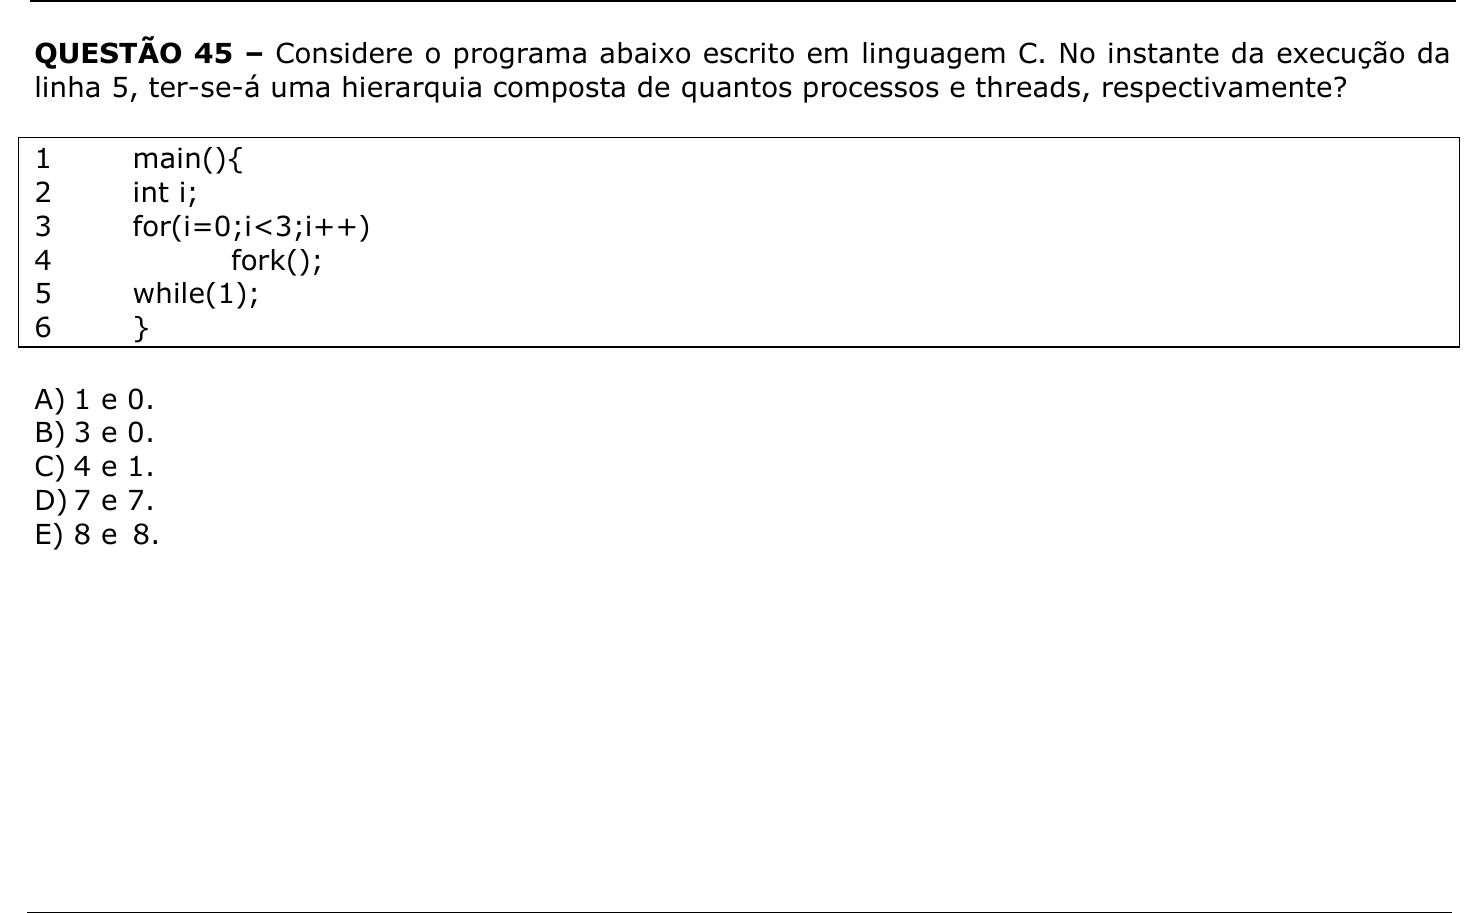 QUESTÃO 45 – Considere o programa abaixo escrito em linguagem C. No instante da execução da
linha 5, ter-se-á uma hierarquia composta de quantos processos e threads, respectivamente?
1 main(){
2 int i;
3 for(i=0;i<3;i++)
4 fork();
5 while(1);
6 }
A) 1 e 0.
B) 3 e 0.
C) 4 e 1.
D) 7 e 7.
E) 8 e 8.